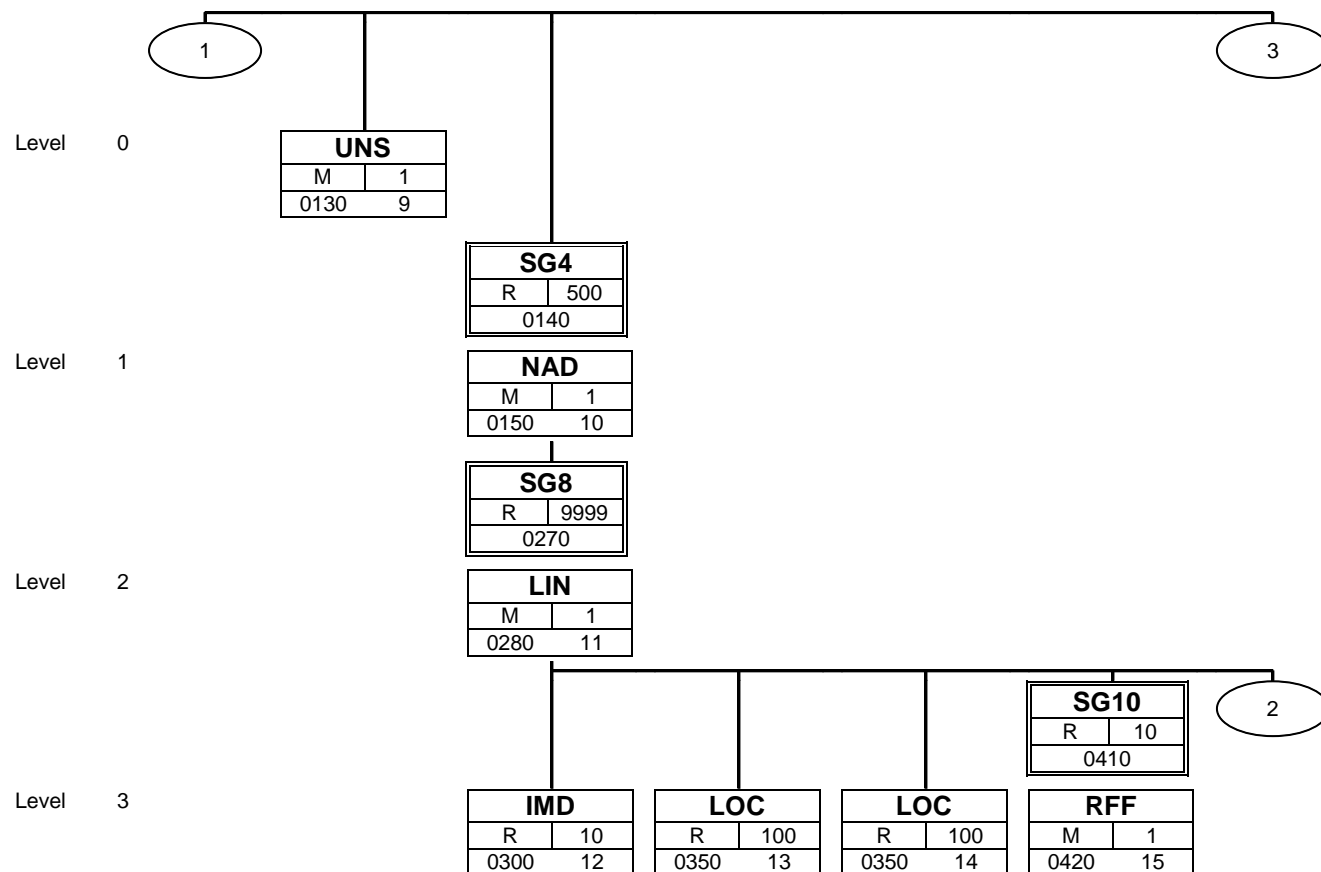 1
3
Level 0
UNS
M 1
0130 9
SG4
R 500
0140
Level 1
NAD
M 1
0150 10
SG8
R 9999
0270
Level 2
LIN
M 1
0280 11
SG10
R 10
0410
2
Level 3
IMD
R 10
0300 12
LOC
R 100
0350 13
LOC
R 100
0350 14
RFF
M 1
0420 15